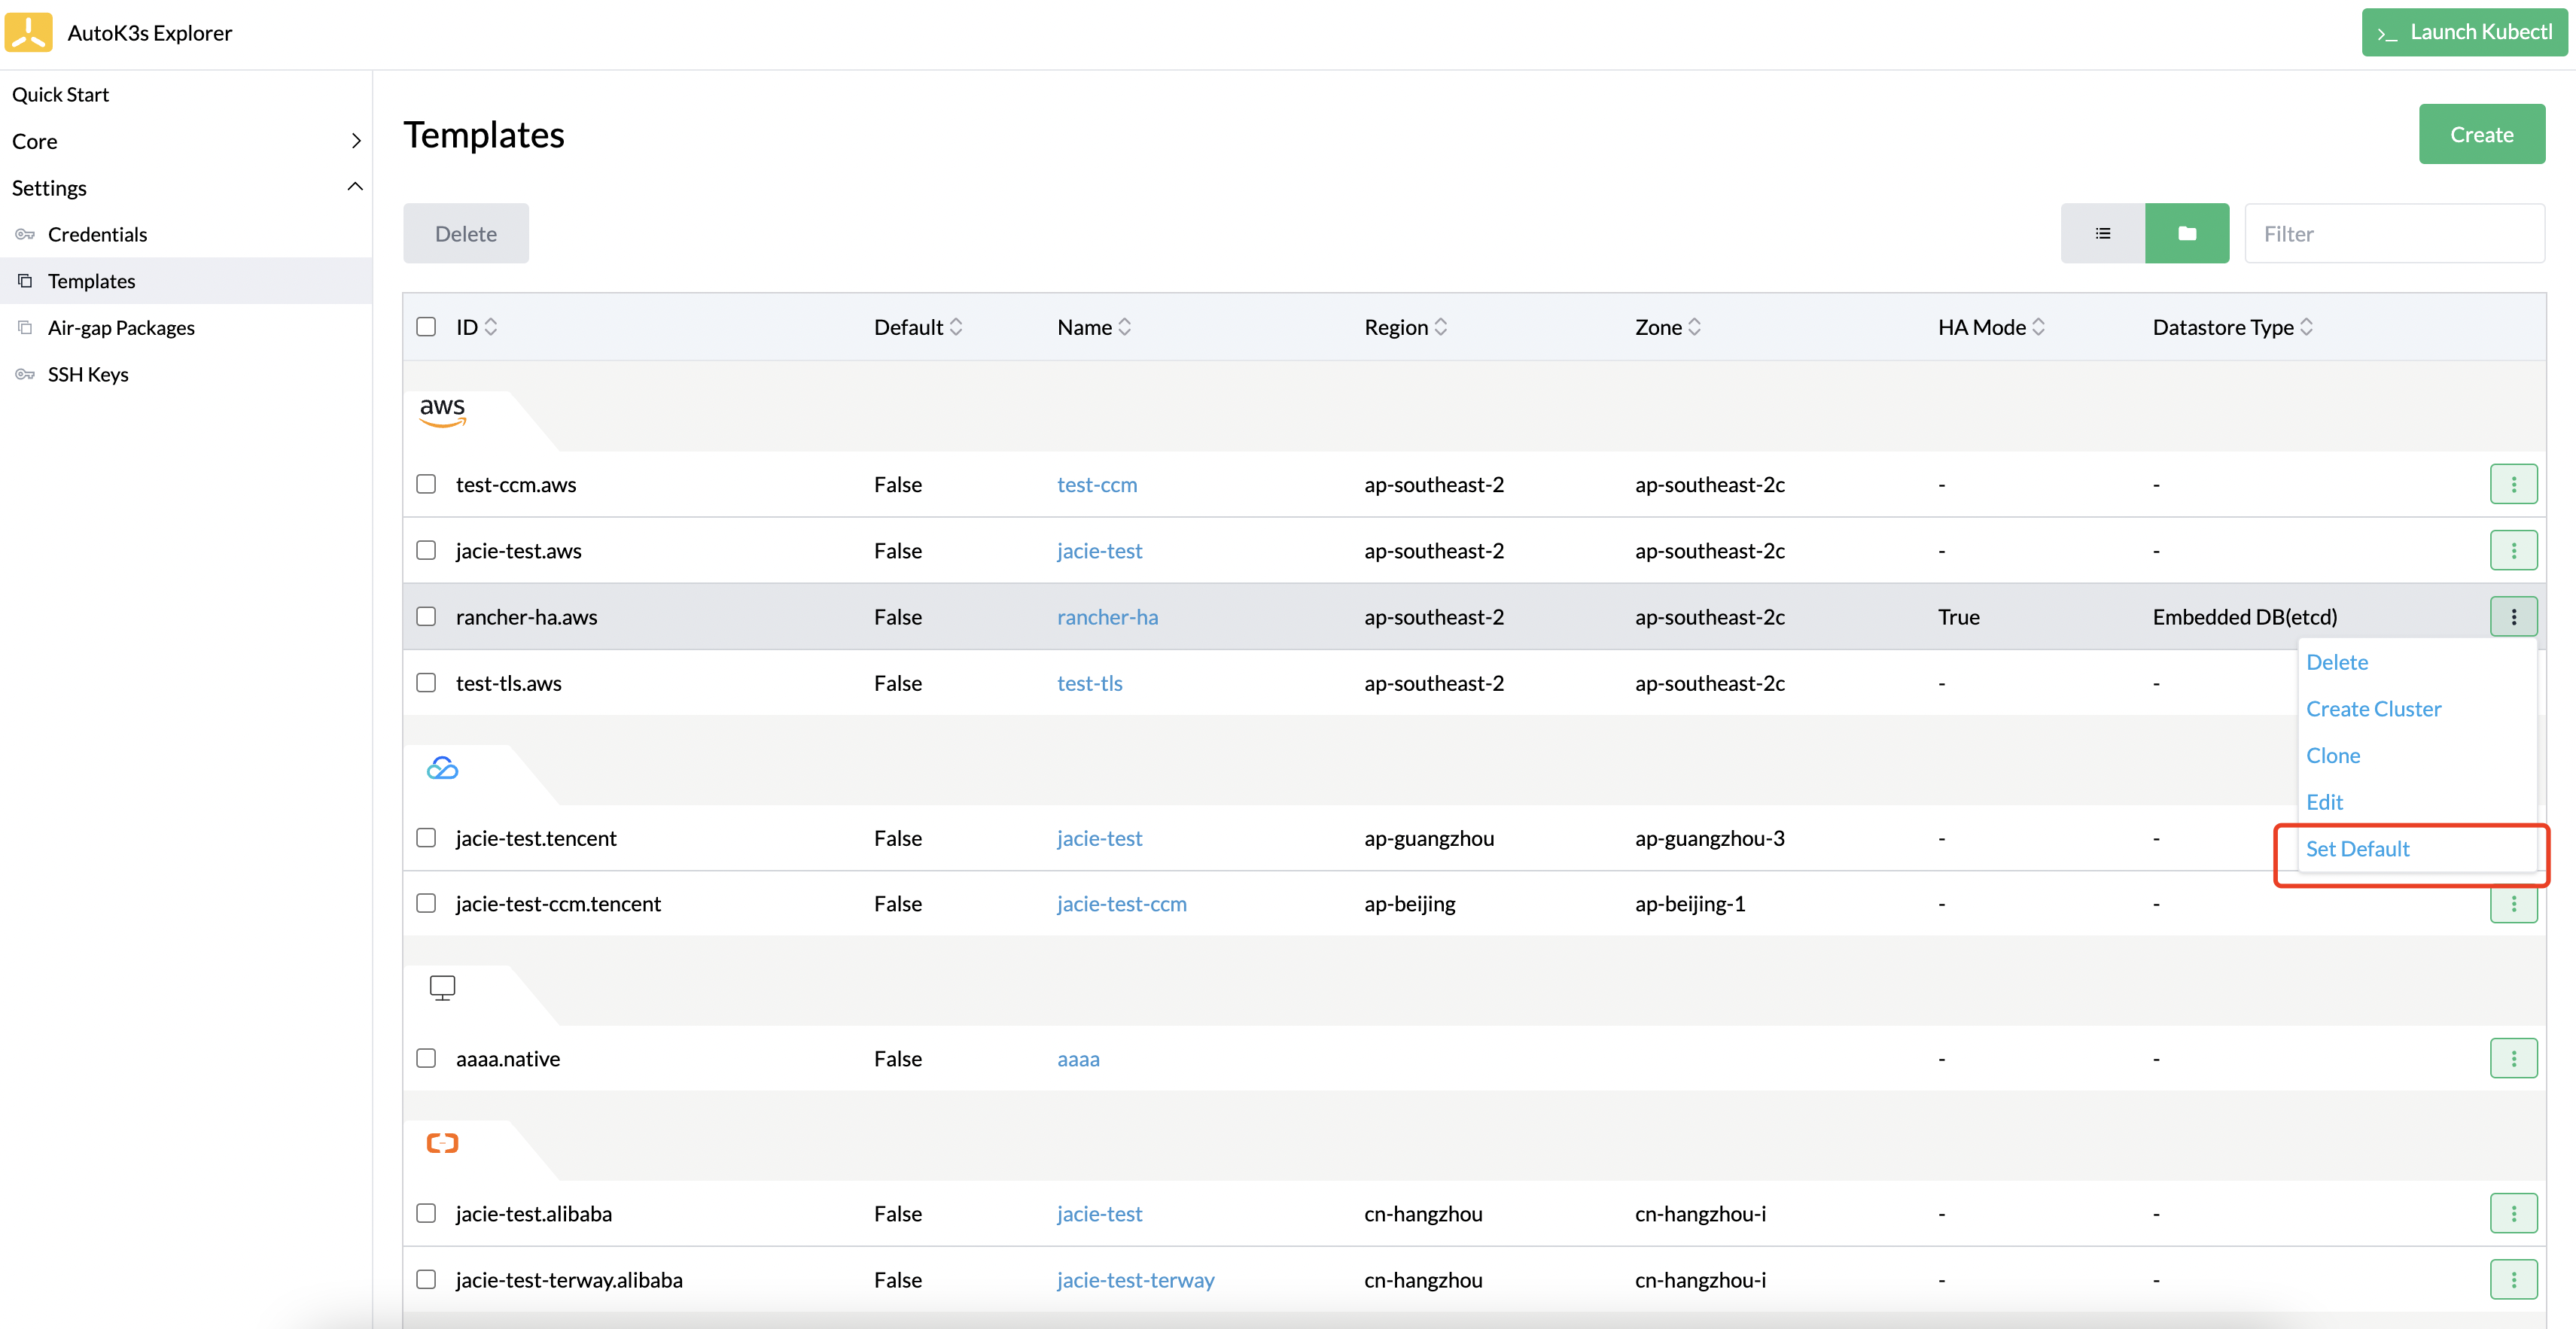 AutoK3s Explorer
>_ Launch Kubectl
Quick Start
Core
Settings
Credentials
Templates
Air-gap Packages
SSH Keys
Templates
Create
Delete
Filter
ID Default Name Region Zone HA Mode Datastore Type
aws
test-ccm.aws False test-ccm ap-southeast-2 ap-southeast-2c - -
jacie-test.aws False jacie-test ap-southeast-2 ap-southeast-2c - -
rancher-ha.aws False rancher-ha ap-southeast-2 ap-southeast-2c True Embedded DB(etcd)
test-tls.aws False test-tls ap-southeast-2 ap-southeast-2c - -
Delete
Create Cluster
Clone
Edit
Set Default
jacie-test.tencent False jacie-test ap-guangzhou ap-guangzhou-3 - -
jacie-test-ccm.tencent False jacie-test-ccm ap-beijing ap-beijing-1 - -
aaaa.native False aaaa - -
jacie-test.alibaba False jacie-test cn-hangzhou cn-hangzhou-i - -
jacie-test-terway.alibaba False jacie-test-terway cn-hangzhou cn-hangzhou-i - -